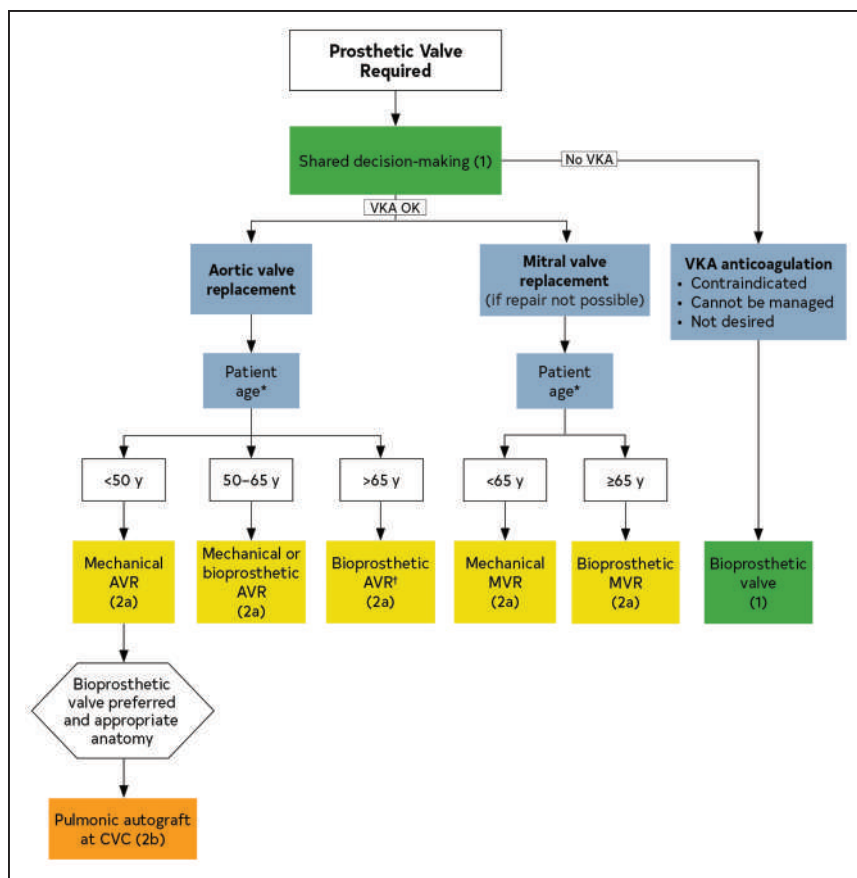 Prosthetic Valve
Required
Shared decision-making (1)
No VKA
VKA OK
Aortic valve
replacement
Mitral valve
replacement
(if repair not possible)
VKA anticoagulation
• Contraindicated
• Cannot be managed
• Not desired
Patient
age*
Patient
age*
<50 y
50–65 y
>65 y
<65 y
≥65 y
Mechanical
AVR
(2a)
Mechanical or
bioprosthetic
AVR
(2a)
Bioprosthetic
AVR†
(2a)
Mechanical
MVR
(2a)
Bioprosthetic
MVR
(2a)
Bioprosthetic
valve
(1)
Bioprosthetic
valve preferred
and appropriate
anatomy
Pulmonic autograft
at CVC (2b)